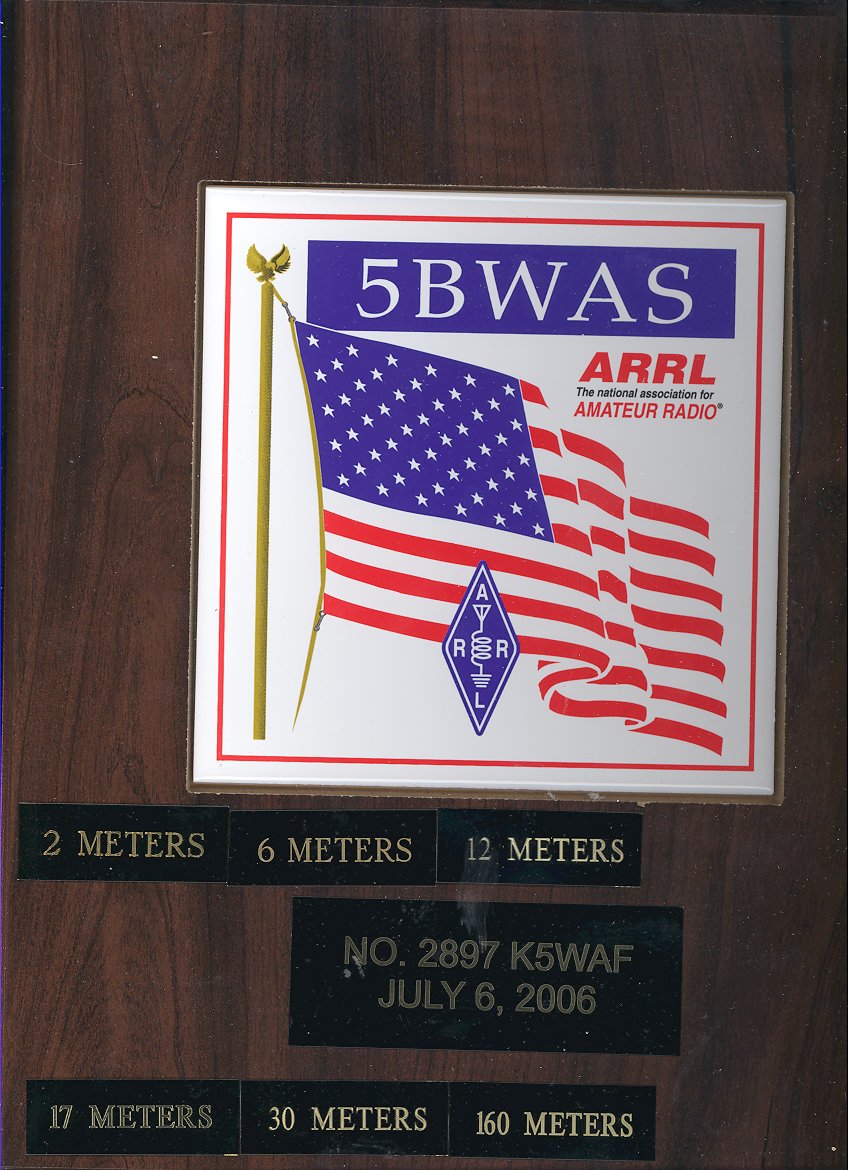 5BWAS
ARRL
The national association for
AMATEUR RADIO®
A
R R
L
2 METERS
6 METERS
12 METERS
NO. 2897 K5WAF
JULY 6, 2006
17 METERS
30 METERS
160 METERS